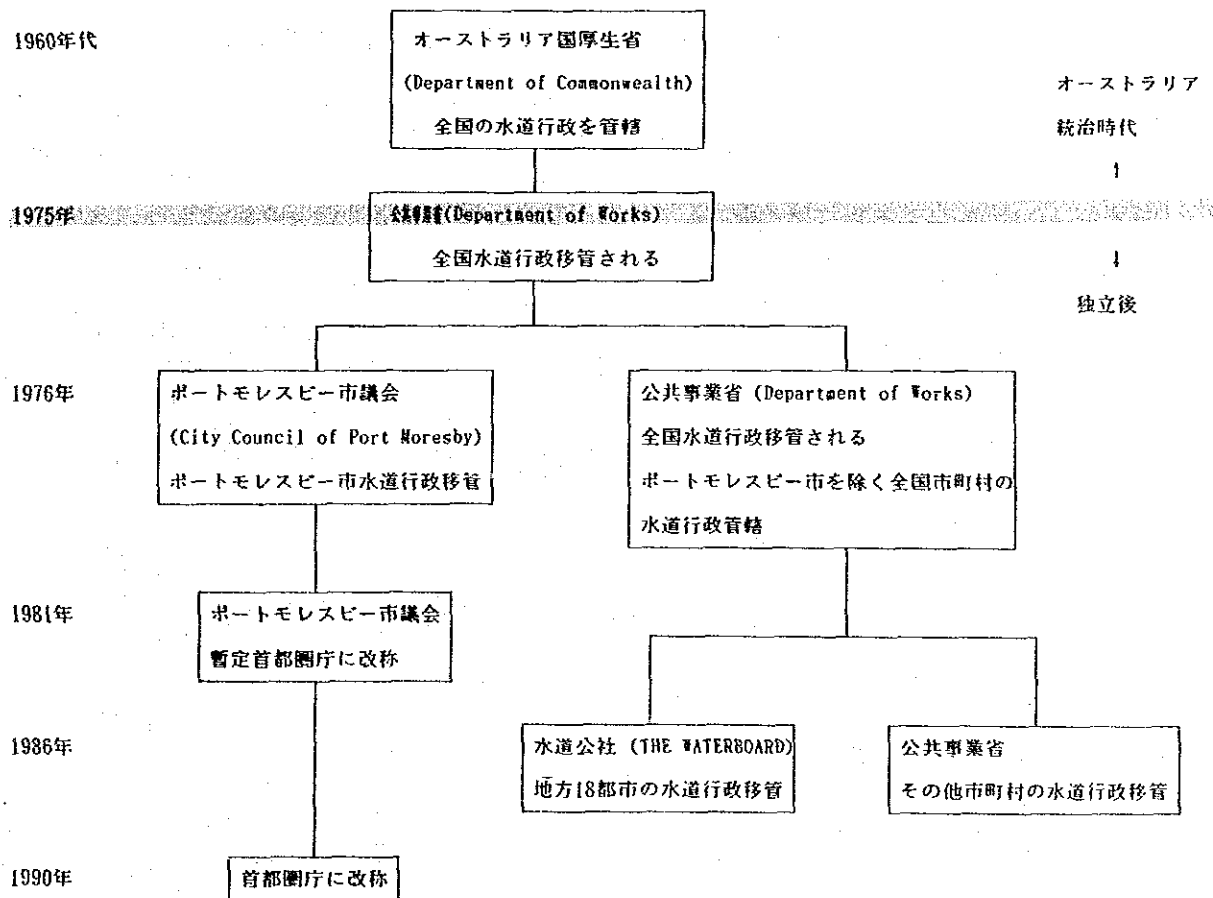 1960年代
オーストラリア国厚生省
(Department of Commonwealth)
全国の水道行政を管轄
オーストラリア
統治時代
↑
1975年
公共事業省(Department of Works)
全国水道行政移管される
↓
独立後
1976年
ポートモレスビー市議会
(City Council of Port Moresby)
ポートモレスビー市水道行政移管
公共事業省 (Department of Works)
全国水道行政移管される
ポートモレスビー市を除く全国市町村の
水道行政管轄
1981年
ポートモレスビー市議会
暫定首都圏庁に改称
1986年
水道公社 (THE WATERBOARD)
地方18都市の水道行政移管
公共事業省
その他市町村の水道行政移管
1990年
首都圏庁に改称